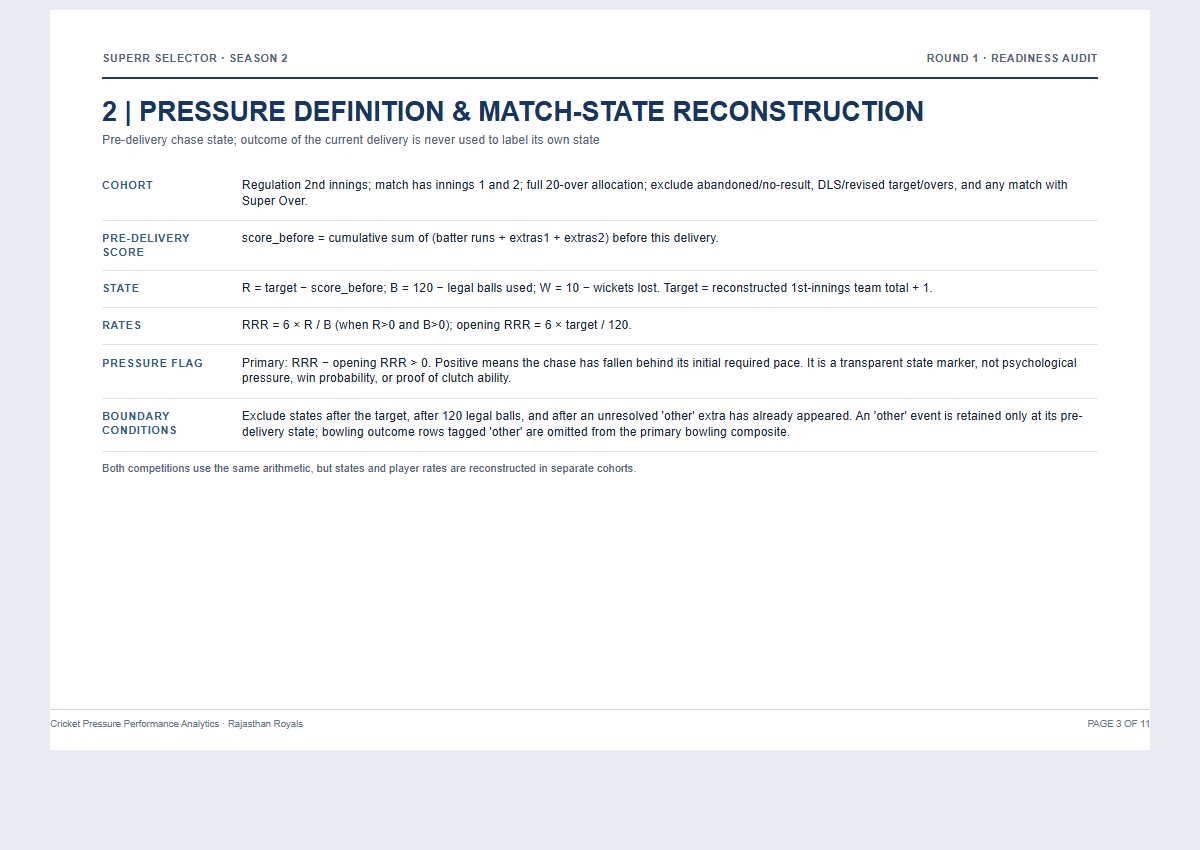 SUPERR SELECTOR · SEASON 2
ROUND 1 · READINESS AUDIT
2 | PRESSURE DEFINITION & MATCH-STATE RECONSTRUCTION
Pre-delivery chase state; outcome of the current delivery is never used to label its own state
COHORT
Regulation 2nd innings; match has innings 1 and 2; full 20-over allocation; exclude abandoned/no-result, DLS/revised target/overs, and any match with
Super Over.
PRE-DELIVERY
SCORE
score_before = cumulative sum of (batter runs + extras1 + extras2) before this delivery.
STATE
R = target − score_before; B = 120 − legal balls used; W = 10 − wickets lost. Target = reconstructed 1st-innings team total + 1.
RATES
RRR = 6 × R / B (when R>0 and B>0); opening RRR = 6 × target / 120.
PRESSURE FLAG
Primary: RRR − opening RRR > 0. Positive means the chase has fallen behind its initial required pace. It is a transparent state marker, not psychological
pressure, win probability, or proof of clutch ability.
BOUNDARY
CONDITIONS
Exclude states after the target, after 120 legal balls, and after an unresolved 'other' extra has already appeared. An 'other' event is retained only at its pre-
delivery state; bowling outcome rows tagged 'other' are omitted from the primary bowling composite.
Both competitions use the same arithmetic, but states and player rates are reconstructed in separate cohorts.
Cricket Pressure Performance Analytics · Rajasthan Royals
PAGE 3 OF 11